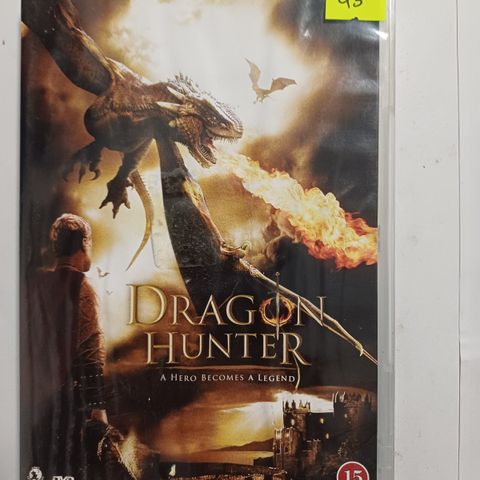 DRAGON
HUNTER
A HERO BECOMES A LEGEND
15